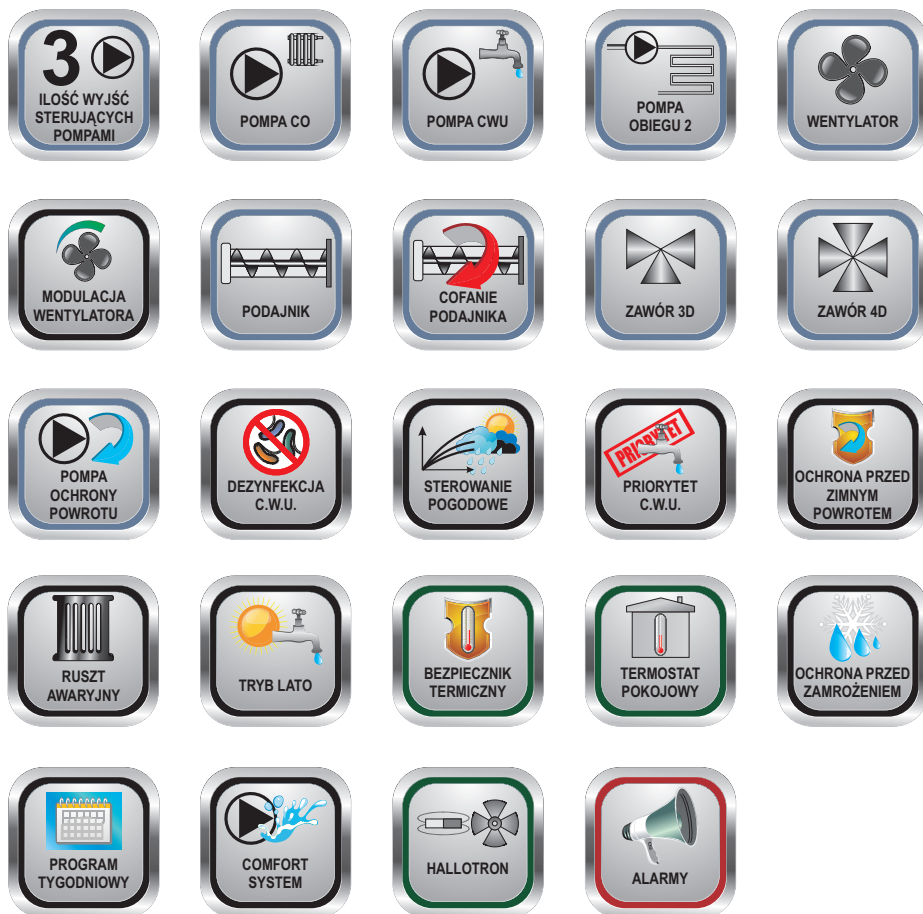 3
ILOŚĆ WYJŚĆ
STERUJĄCYCH
POMPAMI
POMPA CO
POMPA CWU
POMPA
OBIEGU 2
WENTYLATOR
MODULACJA
WENTYLATORA
PODAJNIK
COFANIE
PODAJNIKA
ZAWÓR 3D
ZAWÓR 4D
POMPA
OCHRONY
POWROTU
DEZYNFEKCJA
C.W.U.
STEROWANIE
POGODOWE
PRIORYTET
PRIORYTET
C.W.U.
OCHRONA PRZED
ZIMNYM
POWROTEM
RUSZT
AWARYJNY
TRYB LATO
BEZPIECZNIK
TERMICZNY
TERMOSTAT
POKOJOWY
OCHRONA PRZED
ZAMROŻENIEM
PROGRAM
TYGODNIOWY
COMFORT
SYSTEM
HALLOTRON
ALARMY